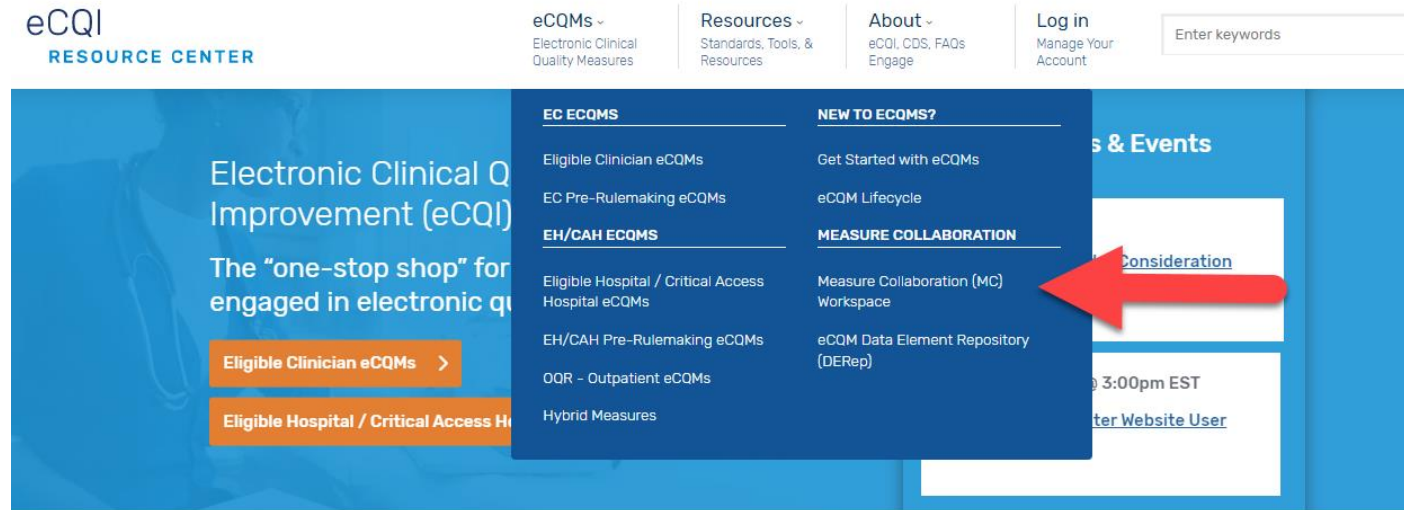 eCQI
RESOURCE CENTER
eCQMs
Electronic Clinical
Quality Measures
Resources
Standards, Tools, &
Resources
About
eCQI, CDS, FAQs
Engage
Log in
Manage Your
Account
Enter keywords
Electronic Clinical Q
Improvement (eCQI)
The “one-stop shop” for
engaged in electronic qu
Eligible Clinician eCQMs
Eligible Hospital / Critical Access H
EC ECQMS
Eligible Clinician eCQMs
EC Pre-Rulemaking eCQMs
EH/CAH ECQMS
Eligible Hospital / Critical Access
Hospital eCQMs
EH/CAH Pre-Rulemaking eCQMs
OQR - Outpatient eCQMs
Hybrid Measures
NEW TO ECQMS?
Get Started with eCQMs
eCQM Lifecycle
MEASURE COLLABORATION
Measure Collaboration (MC)
Workspace
eCQM Data Element Repository
(DERep)
s & Events
Consideration
3:00pm EST
ter Website User